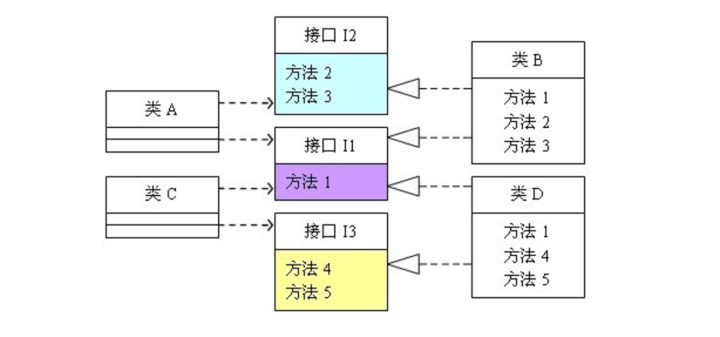 接口 I2
方法 2
方法 3
类 A
接口 I1
方法 1
类 C
接口 I3
方法 4
方法 5
类 B
方法 1
方法 2
方法 3
类 D
方法 1
方法 4
方法 5